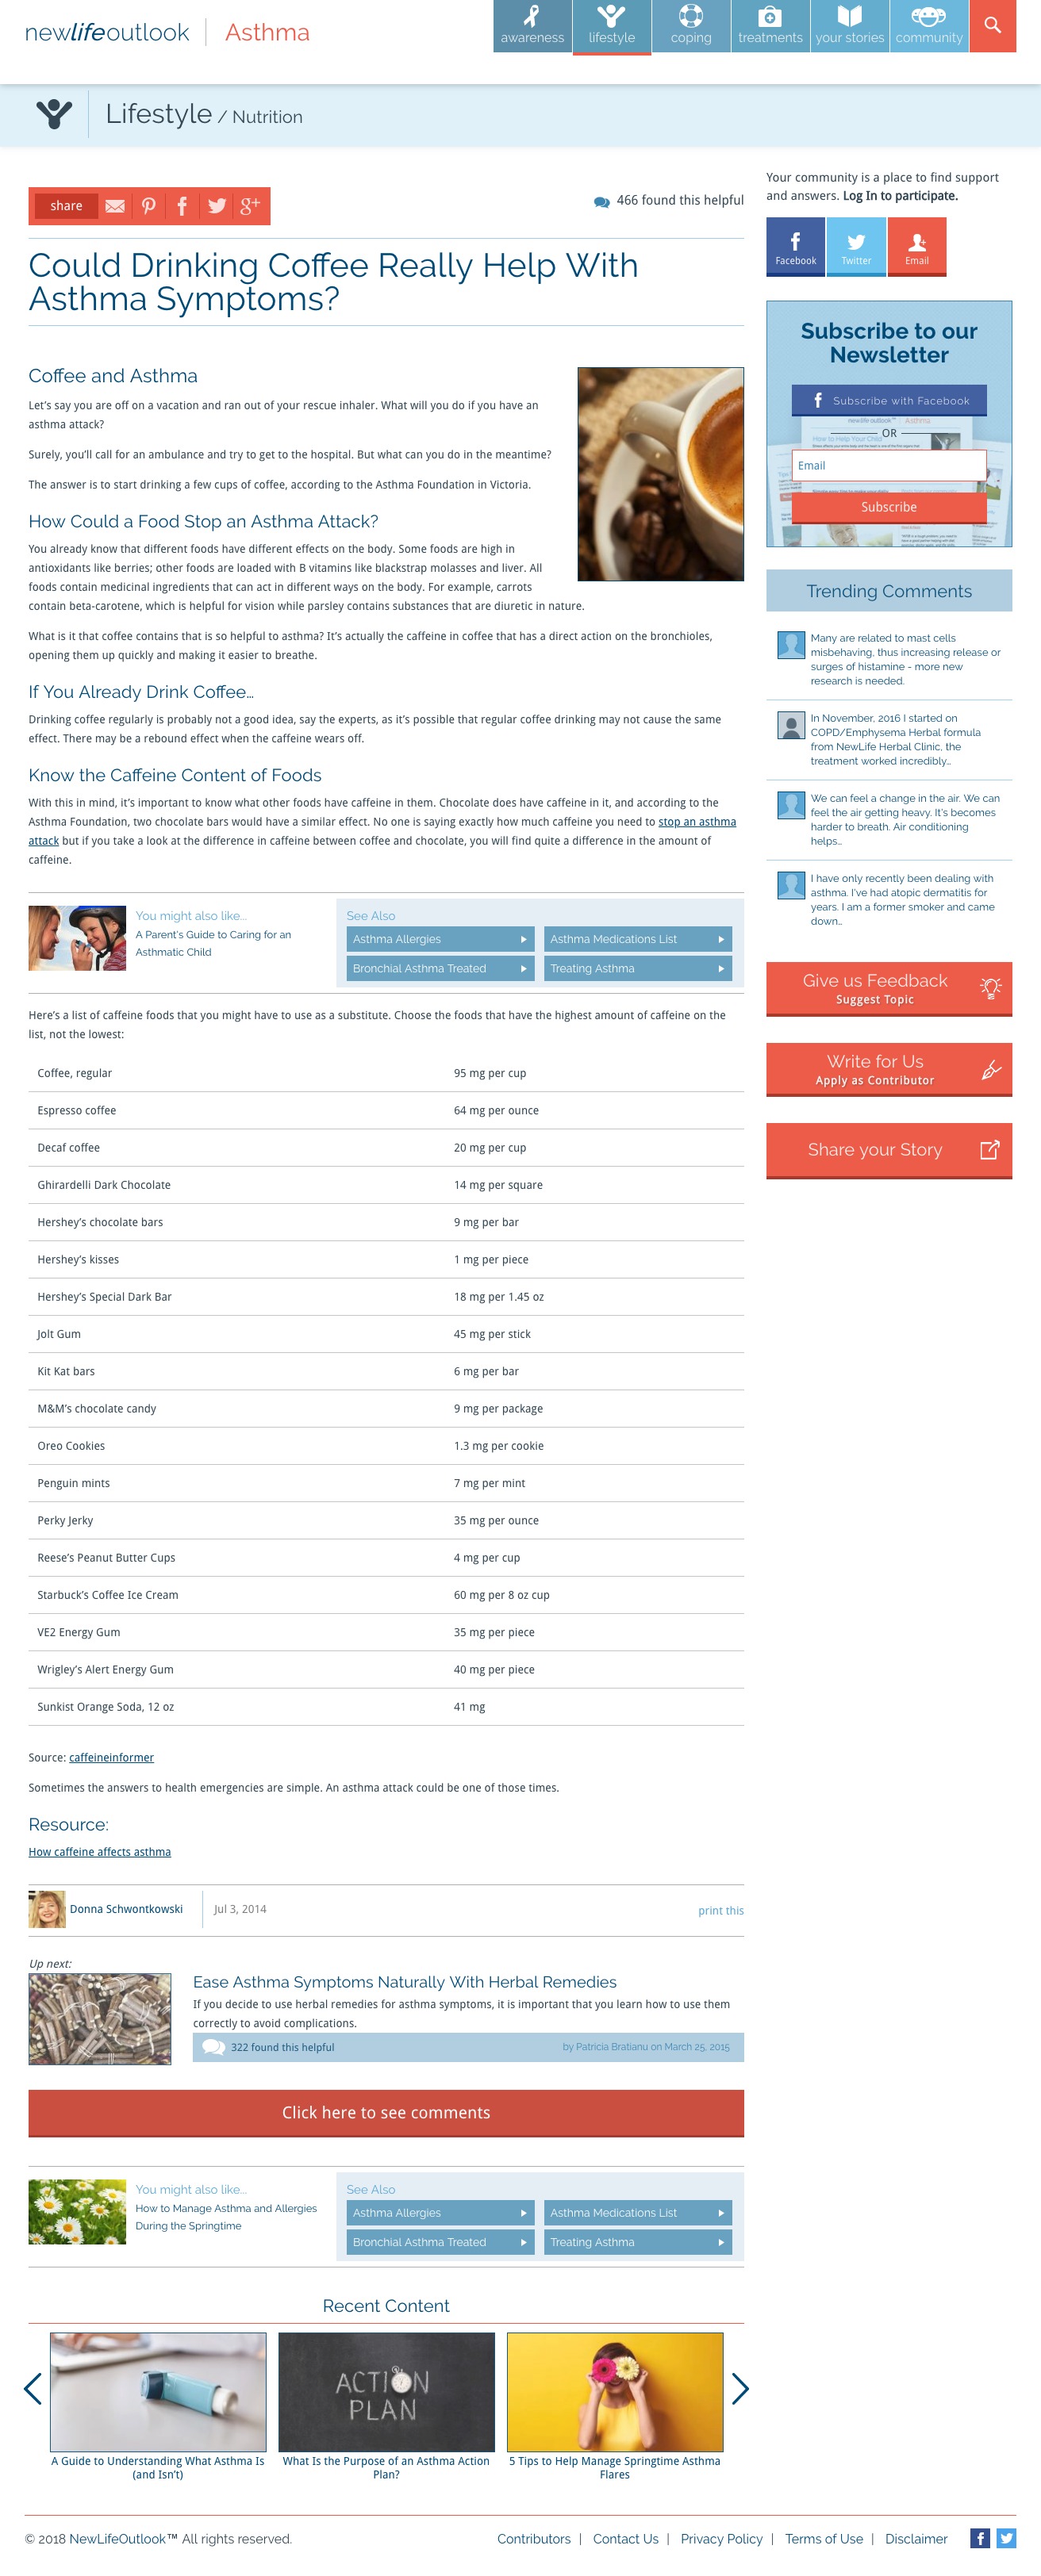 newlifeoutlook Asthma
awareness lifestyle coping treatments your stories community
Lifestyle / Nutrition
share
466 found this helpful
Could Drinking Coffee Really Help With
Asthma Symptoms?
Coffee and Asthma
Let's say you are off on a vacation and ran out of your rescue inhaler. What will you do if you have an
asthma attack?
Surely, you'll call for an ambulance and try to get to the hospital. But what can you do in the meantime?
The answer is to start drinking a few cups of coffee, according to the Asthma Foundation in Victoria.
How Could a Food Stop an Asthma Attack?
You already know that different foods have different effects on the body. Some foods are high in
antioxidants like berries; other foods are loaded with B vitamins like blackstrap molasses and liver. All
foods contain medicinal ingredients that can act in different ways on the body. For example, carrots
contain beta-carotene, which is helpful for vision while parsley contains substances that are diuretic in nature.
What is it that coffee contains that is so helpful to asthma? It's actually the caffeine in coffee that has a direct action on the bronchioles,
opening them up quickly and making it easier to breathe.
If You Already Drink Coffee…
Drinking coffee regularly is probably not a good idea, say the experts, as it's possible that regular coffee drinking may not cause the same
effect. There may be a rebound effect when the caffeine wears off.
Know the Caffeine Content of Foods
With this in mind, it's important to know what other foods have caffeine in them. Chocolate does have caffeine in it, and according to the
Asthma Foundation, two chocolate bars would have a similar effect. No one is saying exactly how much caffeine you need to stop an asthma
attack but if you take a look at the difference in caffeine between coffee and chocolate, you will find quite a difference in the amount of
caffeine.
You might also like...
A Parent's Guide to Caring for an
Asthmatic Child
See Also
Asthma Allergies
Asthma Medications List
Bronchial Asthma Treated
Treating Asthma
Here's a list of caffeine foods that you might have to use as a substitute. Choose the foods that have the highest amount of caffeine on the
list, not the lowest:
Coffee, regular 95 mg per cup
Espresso coffee 64 mg per ounce
Decaf coffee 20 mg per cup
Ghirardelli Dark Chocolate 14 mg per square
Hershey's chocolate bars 9 mg per bar
Hershey's kisses 1 mg per piece
Hershey's Special Dark Bar 18 mg per 1.45 oz
Jolt Gum 45 mg per stick
Kit Kat bars 6 mg per bar
M&M's chocolate candy 9 mg per package
Oreo Cookies 1.3 mg per cookie
Penguin mints 7 mg per mint
Perky Jerky 35 mg per ounce
Reese's Peanut Butter Cups 4 mg per cup
Starbuck's Coffee Ice Cream 60 mg per 8 oz cup
VE2 Energy Gum 35 mg per piece
Wrigley's Alert Energy Gum 40 mg per piece
Sunkist Orange Soda, 12 oz 41 mg
Source: caffeineinformer
Sometimes the answers to health emergencies are simple. An asthma attack could be one of those times.
Resource:
How caffeine affects asthma
Donna Schwontkowski Jul 3, 2014 print this
Up next:
Ease Asthma Symptoms Naturally With Herbal Remedies
If you decide to use herbal remedies for asthma symptoms, it is important that you learn how to use them
correctly to avoid complications.
322 found this helpful by Patricia Bratianu on March 25, 2015
Click here to see comments
You might also like...
How to Manage Asthma and Allergies
During the Springtime
See Also
Asthma Allergies
Asthma Medications List
Bronchial Asthma Treated
Treating Asthma
Recent Content
ACTION
PLAN
A Guide to Understanding What Asthma Is
(and Isn't)
What Is the Purpose of an Asthma Action
Plan?
5 Tips to Help Manage Springtime Asthma
Flares
Your community is a place to find support
and answers. Log In to participate.
Facebook Twitter Email
Subscribe to our
Newsletter
Subscribe with Facebook
OR
Email
Subscribe
Trending Comments
Many are related to mast cells
misbehaving, thus increasing release or
surges of histamine - more new
research is needed.
In November, 2016 I started on
COPD/Emphysema Herbal formula
from NewLife Herbal Clinic, the
treatment worked incredibly…
We can feel a change in the air. We can
feel the air getting heavy. It's becomes
harder to breath. Air conditioning
helps…
I have only recently been dealing with
asthma. I've had atopic dermatitis for
years. I am a former smoker and came
down…
Give us Feedback
Suggest Topic
Write for Us
Apply as Contributor
Share your Story
© 2018 NewLifeOutlook™ All rights reserved.
Contributors | Contact Us | Privacy Policy | Terms of Use | Disclaimer